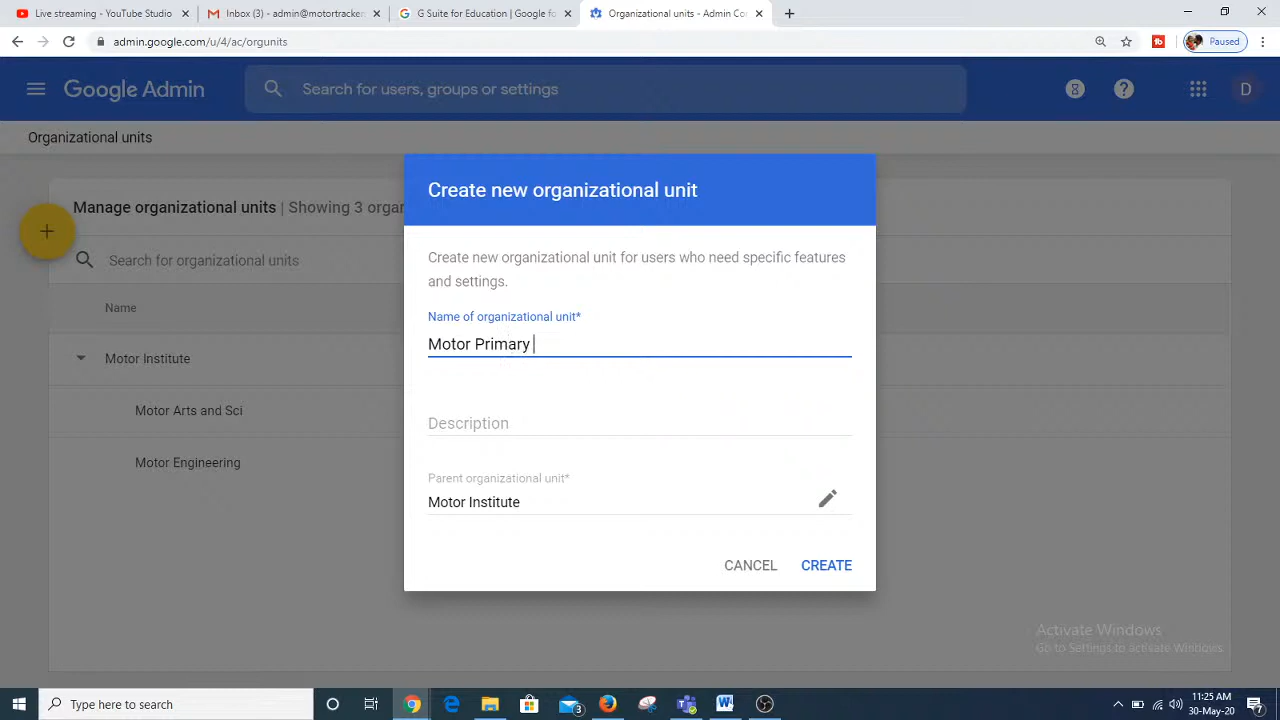 Live streaming - YouTube Studio
Inbox (3) - admin@motortracker
G Suite for Education | Google fo
Organizational units - Admin Co
admin.google.com/u/4/ac/orgunits
Paused
Google Admin
Search for users, groups or settings
D
Organizational units
Manage organizational units | Showing 3 organ
Search for organizational units
Name
Motor Institute
Motor Arts and Sci
Motor Engineering
Create new organizational unit
Create new organizational unit for users who need specific features
and settings.
Name of organizational unit*
Motor Primary
Description
Parent organizational unit*
Motor Institute
CANCEL
CREATE
Activate Windows
Go to Settings to activate Windows.
Type here to search
3
11:25 AM
30-May-20